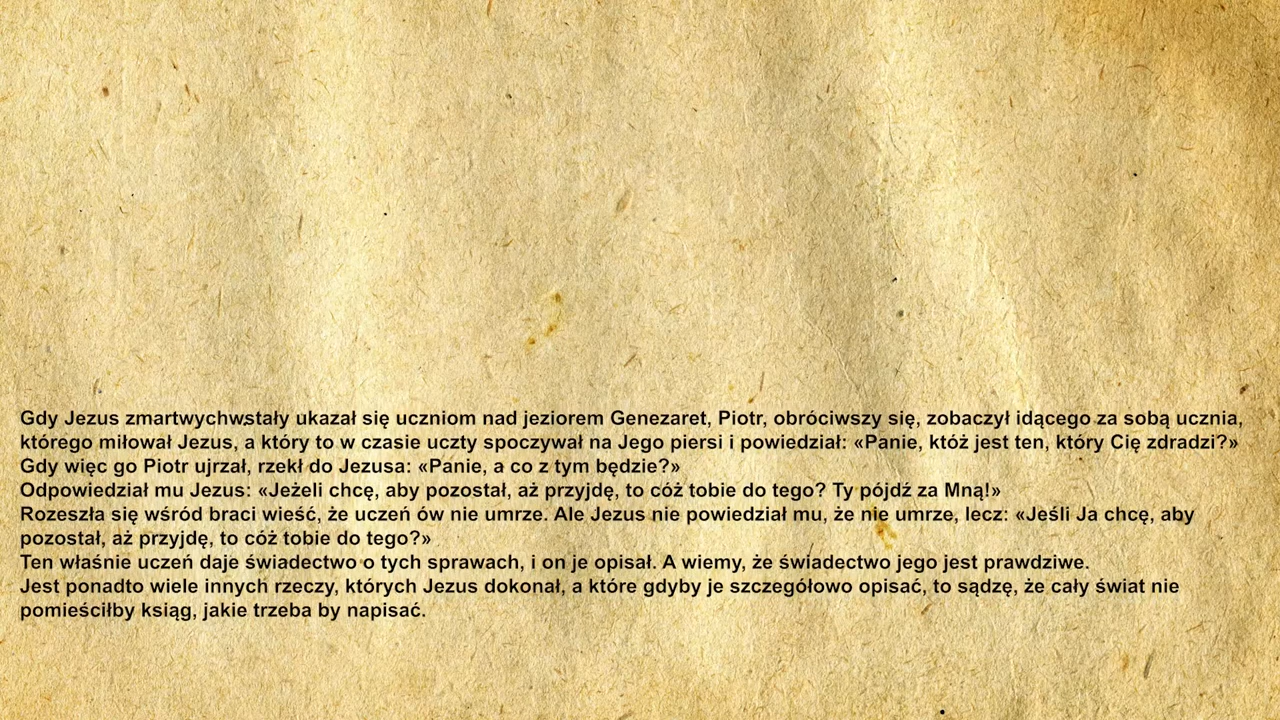 Gdy Jezus zmartwychwstały ukazał się uczniom nad jeziorem Genezaret, Piotr, obróciwszy się, zobaczył idącego za sobą ucznia,
którego miłował Jezus, a który to w czasie uczty spoczywał na Jego piersi i powiedział: «Panie, któż jest ten, który Cię zdradzi?»
Gdy więc go Piotr ujrzał, rzekł do Jezusa: «Panie, a co z tym będzie?»
Odpowiedział mu Jezus: «Jeżeli chcę, aby pozostał, aż przyjdę, to cóż tobie do tego? Ty pójdź za Mną!»
Rozeszła się wśród braci wieść, że uczeń ów nie umrze. Ale Jezus nie powiedział mu, że nie umrze, lecz: «Jeśli Ja chcę, aby
pozostał, aż przyjdę, to cóż tobie do tego?»
Ten właśnie uczeń daje świadectwo o tych sprawach, i on je opisał. A wiemy, że świadectwo jego jest prawdziwe.
Jest ponadto wiele innych rzeczy, których Jezus dokonał, a które gdyby je szczegółowo opisać, to sądzę, że cały świat nie
pomieściłby ksiąg, jakie trzeba by napisać.